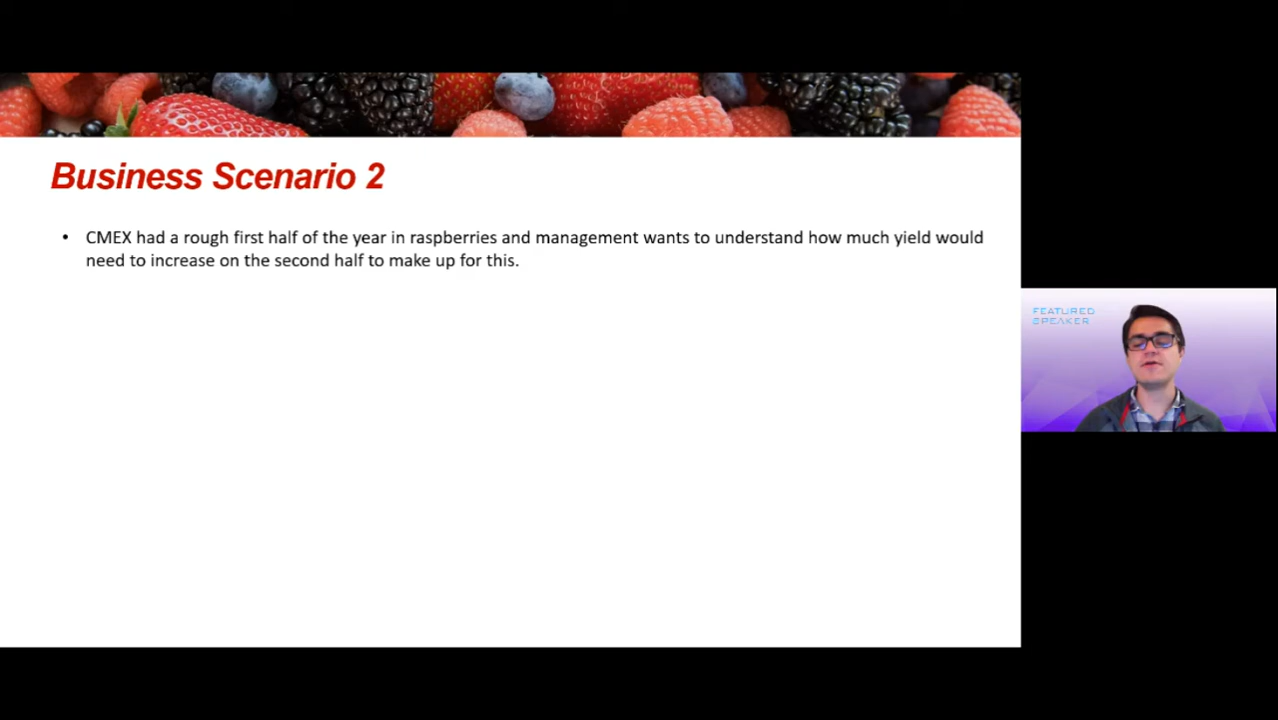 Business Scenario 2
• CMEX had a rough first half of the year in raspberries and management wants to understand how much yield would
need to increase on the second half to make up for this.
FEATURED
SPEAKER